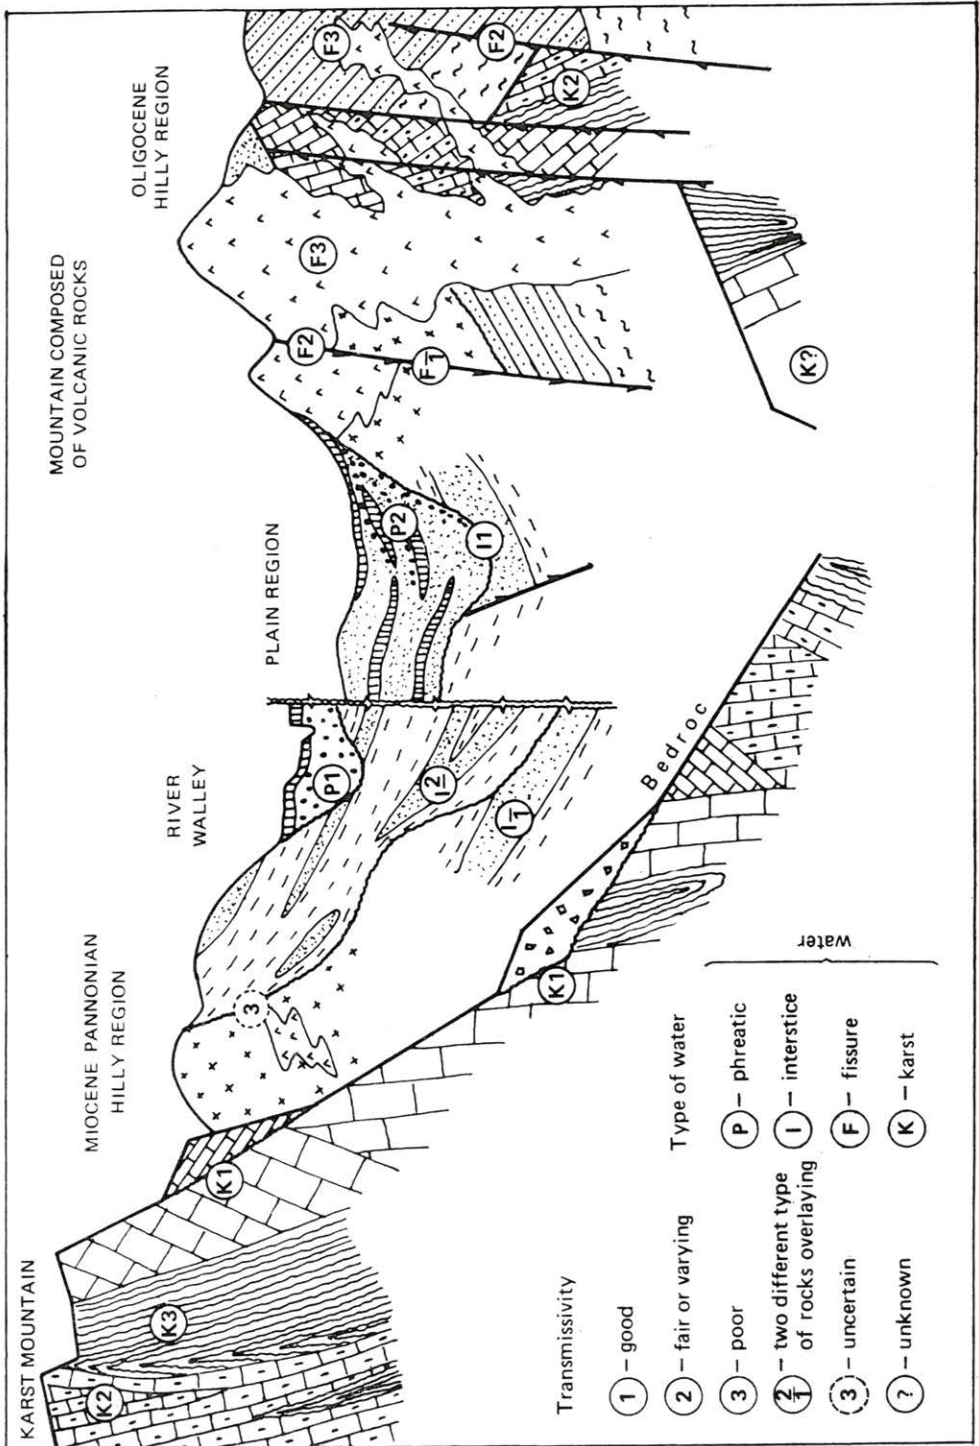 KARST MOUNTAIN
MIOCENE PANNONIAN
HILLY REGION
RIVER
WALLEY
PLAIN REGION
MOUNTAIN COMPOSED
OF VOLCANIC ROCKS
OLIGOCENE
HILLY REGION
K2
K3
K1
3
K1
P1
I 2
I 1
Bedroc
P2
I1
F2
F 1
F3
K?
F3
F2
K2
Transmissivity
1 – good
2 – fair or varying
3 – poor
2 1 – two different type
of rocks overlaying
3 – uncertain
? – unknown
Type of water
P – phreatic
I – interstice
F – fissure
K – karst
water